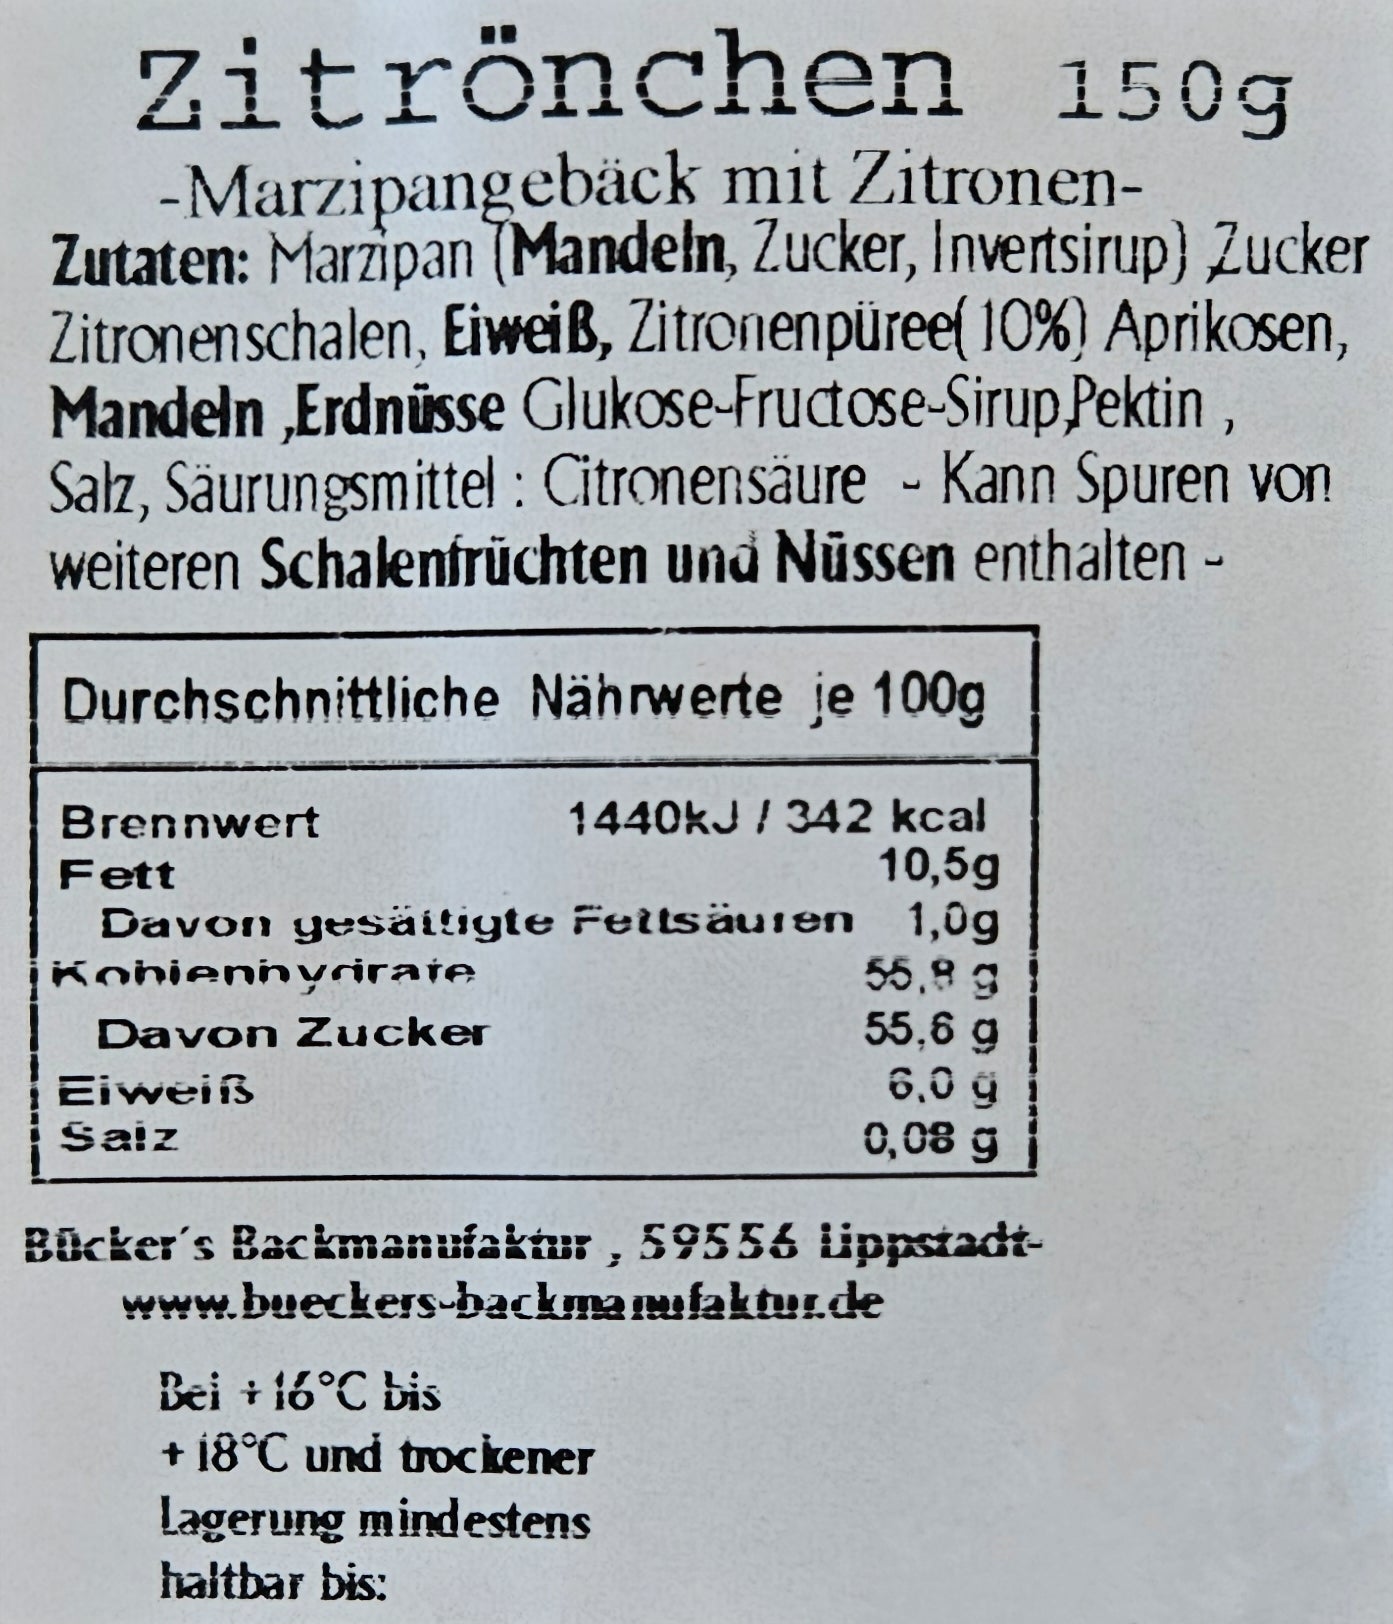 Zitrönchen 150g
-Marzipangebäck mit Zitronen-
Zutaten: Marzipan (Mandeln, Zucker, Invertsirup) Zucker
Zitronenschalen, Eiweiß, Zitronenpüree( 10%) Aprikosen,
Mandeln ,Erdnüsse Glukose-Fructose-Sirup,Pektin ,
Salz, Säurungsmittel : Citronensäure - Kann Spuren von
weiteren Schalenfrüchten und Nüssen enthalten -
Durchschnittliche Nährwerte je 100g
Brennwert 1440kJ / 342 kcal
Fett 10,5g
Davon gesättigte Fettsäuren 1,0g
Kohlenhydrate 55,8 g
Davon Zucker 55,6 g
Eiweiß 6,0 g
Salz 0,08 g
Bücker´s Backmanufaktur , 59556 Lippstadt-
www.bueckers-backmanufaktur.de
Bei +16°C bis
+18°C und trockener
Lagerung mindestens
haltbar bis: